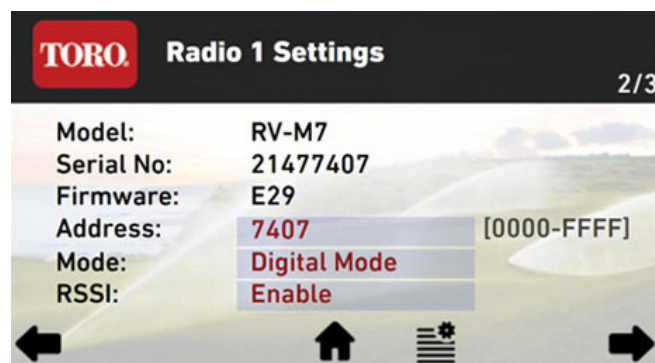 TORO.
Radio 1 Settings
2/3
Model: RV-M7
Serial No: 21477407
Firmware: E29
Address: 7407 [0000-FFFF]
Mode: Digital Mode
RSSI: Enable